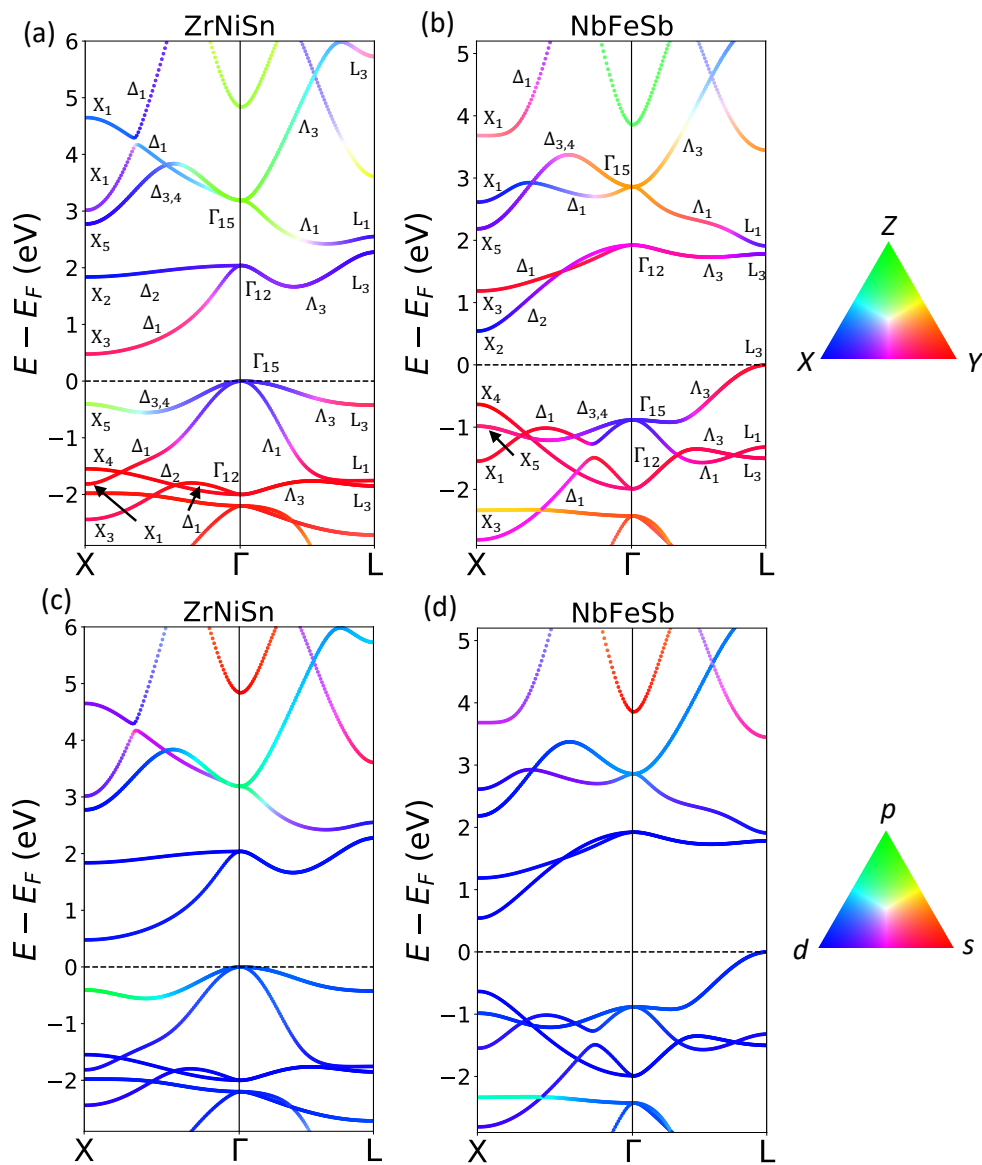 (a) ZrNiSn
6
5
4
3
2
1
0
−1
−2
E − E_F (eV)
X Γ L
X₁
Δ₁
L₃
Δ₁
Λ₃
X₁
Δ₃,₄
Γ₁₅
Λ₁
L₁
X₅
L₃
X₂
Δ₂
Γ₁₂
Λ₃
Δ₁
X₃
Γ₁₅
Δ₃,₄
Λ₃
L₃
X₅
Δ₁
Λ₁
X₄
Δ₂
Γ₁₂
L₁
Λ₃
L₃
X₃
X₁
Δ₁
(b) NbFeSb
5
4
3
2
1
0
−1
−2
E − E_F (eV)
X Γ L
X₁
Δ₃,₄
Γ₁₅
Λ₃
X₁
Δ₁
Λ₁
L₁
X₅
Δ₁
Γ₁₂
Λ₃
L₃
X₃
Δ₂
X₂
L₃
X₄
Δ₁
Δ₃,₄
Γ₁₅
Λ₃
L₁
X₅
Γ₁₂
X₁
Λ₁
L₃
Δ₁
X₃
Z
X Y
(c) ZrNiSn
6
5
4
3
2
1
0
−1
−2
E − E_F (eV)
X Γ L
(d) NbFeSb
5
4
3
2
1
0
−1
−2
E − E_F (eV)
X Γ L
p
d s